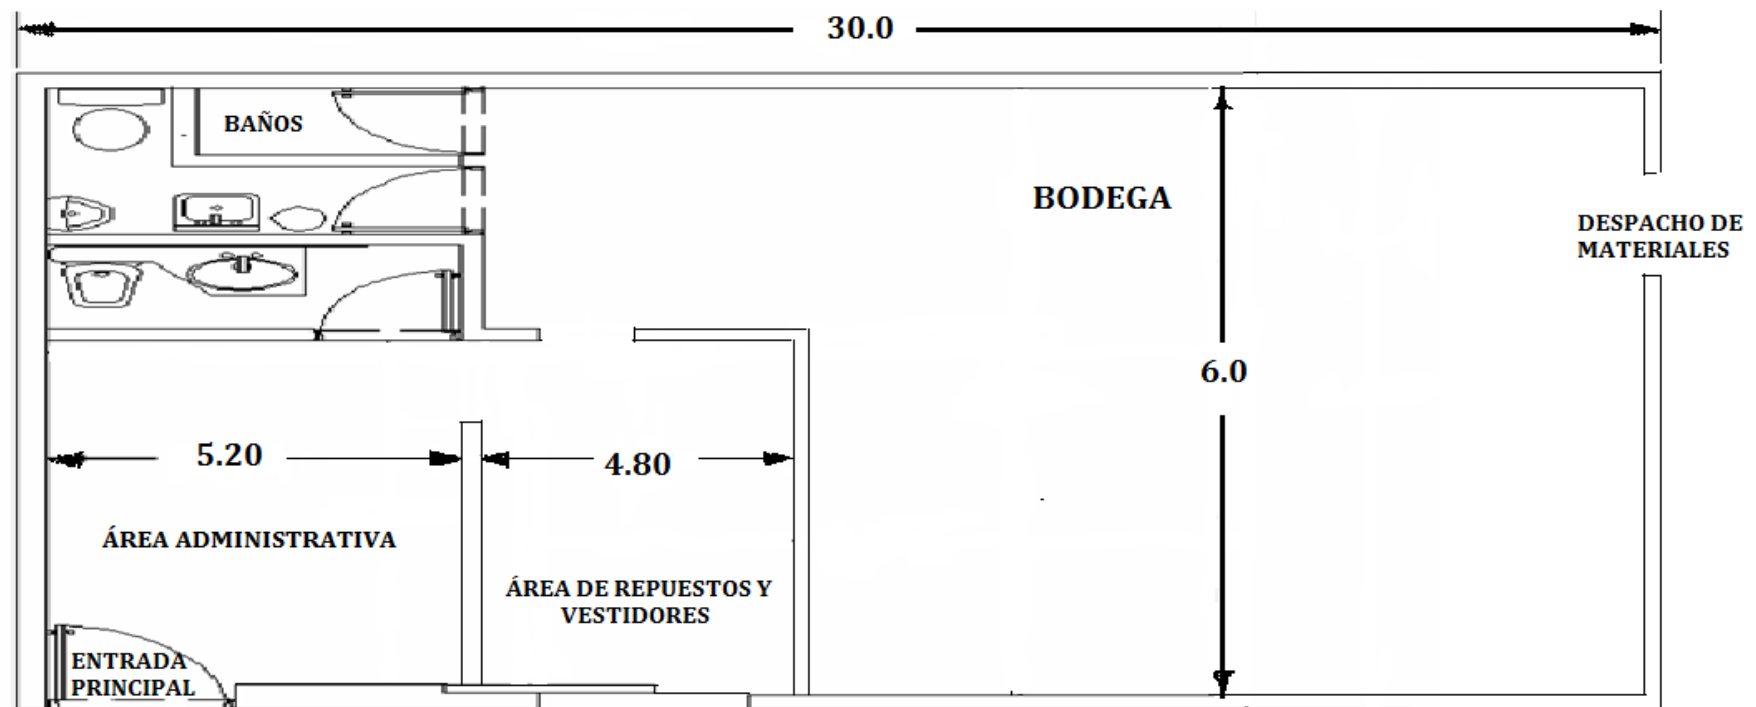 30.0
BAÑOS
BODEGA
DESPACHO DE
MATERIALES
6.0
5.20
4.80
ÁREA ADMINISTRATIVA
ÁREA DE REPUESTOS Y
VESTIDORES
ENTRADA
PRINCIPAL